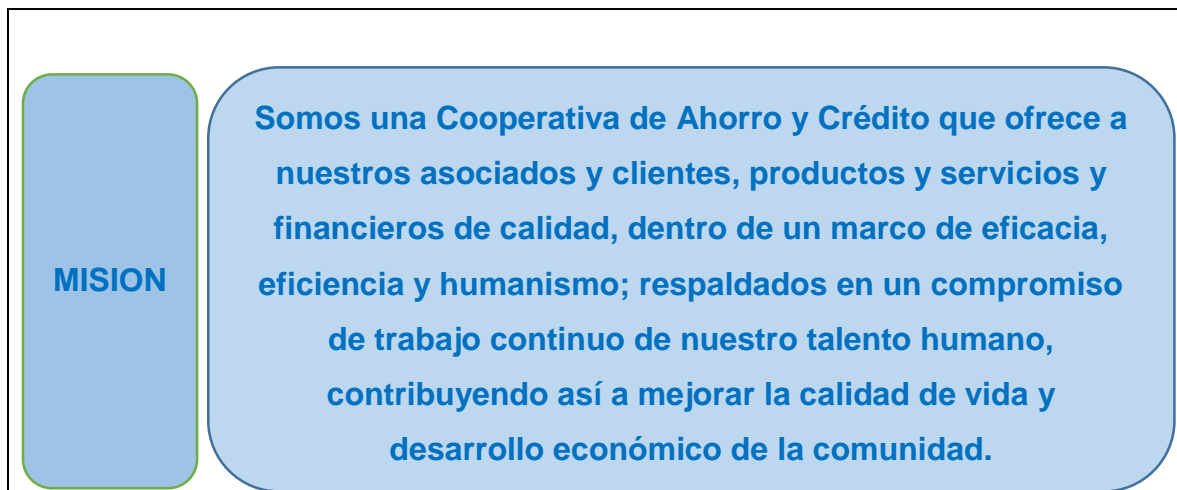 MISION
Somos una Cooperativa de Ahorro y Crédito que ofrece a
nuestros asociados y clientes, productos y servicios y
financieros de calidad, dentro de un marco de eficacia,
eficiencia y humanismo; respaldados en un compromiso
de trabajo continuo de nuestro talento humano,
contribuyendo así a mejorar la calidad de vida y
desarrollo económico de la comunidad.